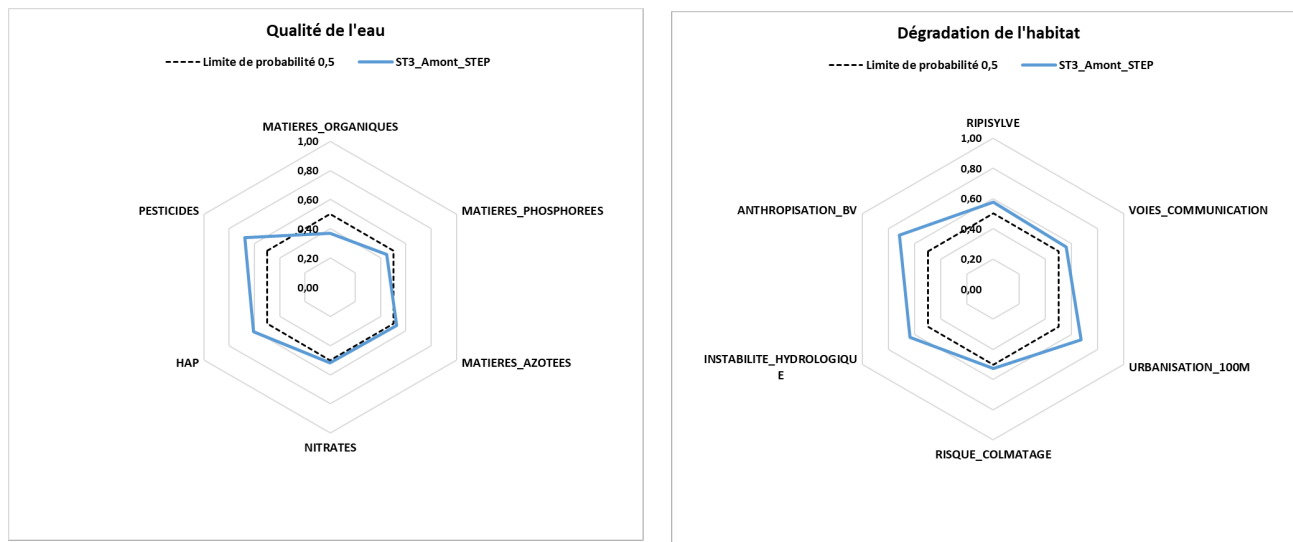 Qualité de l'eau
Limite de probabilité 0,5
ST3_Amont_STEP
MATIERES_ORGANIQUES
1,00
0,80
0,60
0,40
0,20
0,00
MATIERES_PHOSPHOREES
MATIERES_AZOTEES
NITRATES
HAP
PESTICIDES
Dégradation de l'habitat
Limite de probabilité 0,5
ST3_Amont_STEP
RIPISYLVE
1,00
0,80
0,60
0,40
0,20
0,00
VOIES_COMMUNICATION
URBANISATION_100M
RISQUE_COLMATAGE
INSTABILITE_HYDROLOGIQU
E
ANTHROPISATION_BV